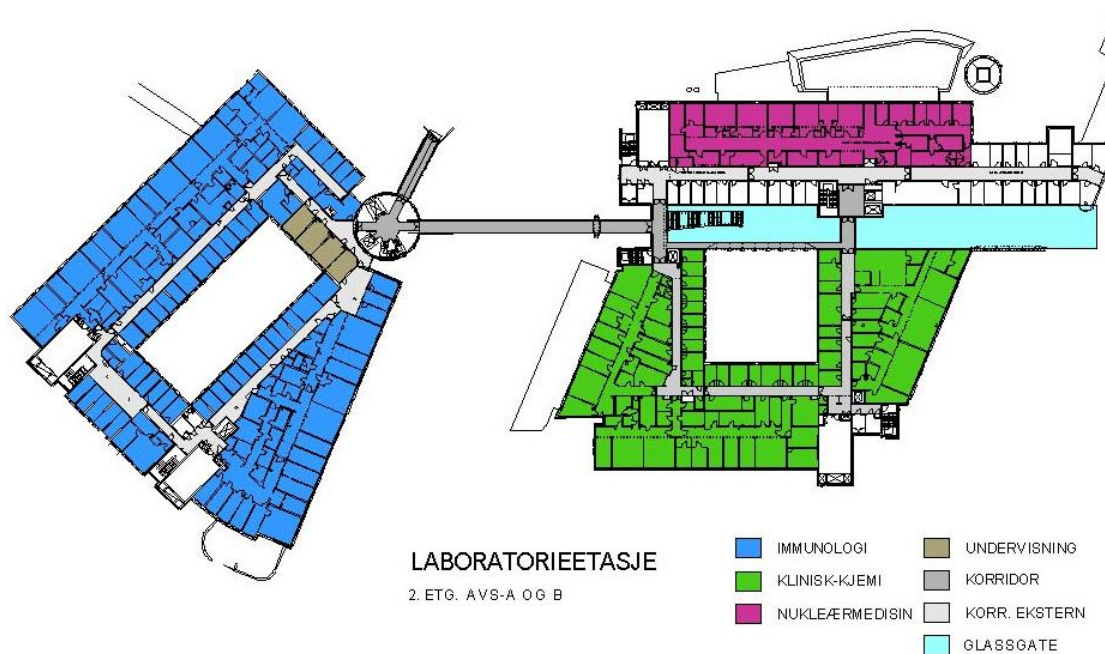 LABORATORIEETASJE
2. ETG. AVS-A OG B
IMMUNOLOGI
KLINISK-KJEMI
NUKLEÆRMEDISIN
UNDERVISNING
KORRIDOR
KORR. EKSTERN
GLASSGATE